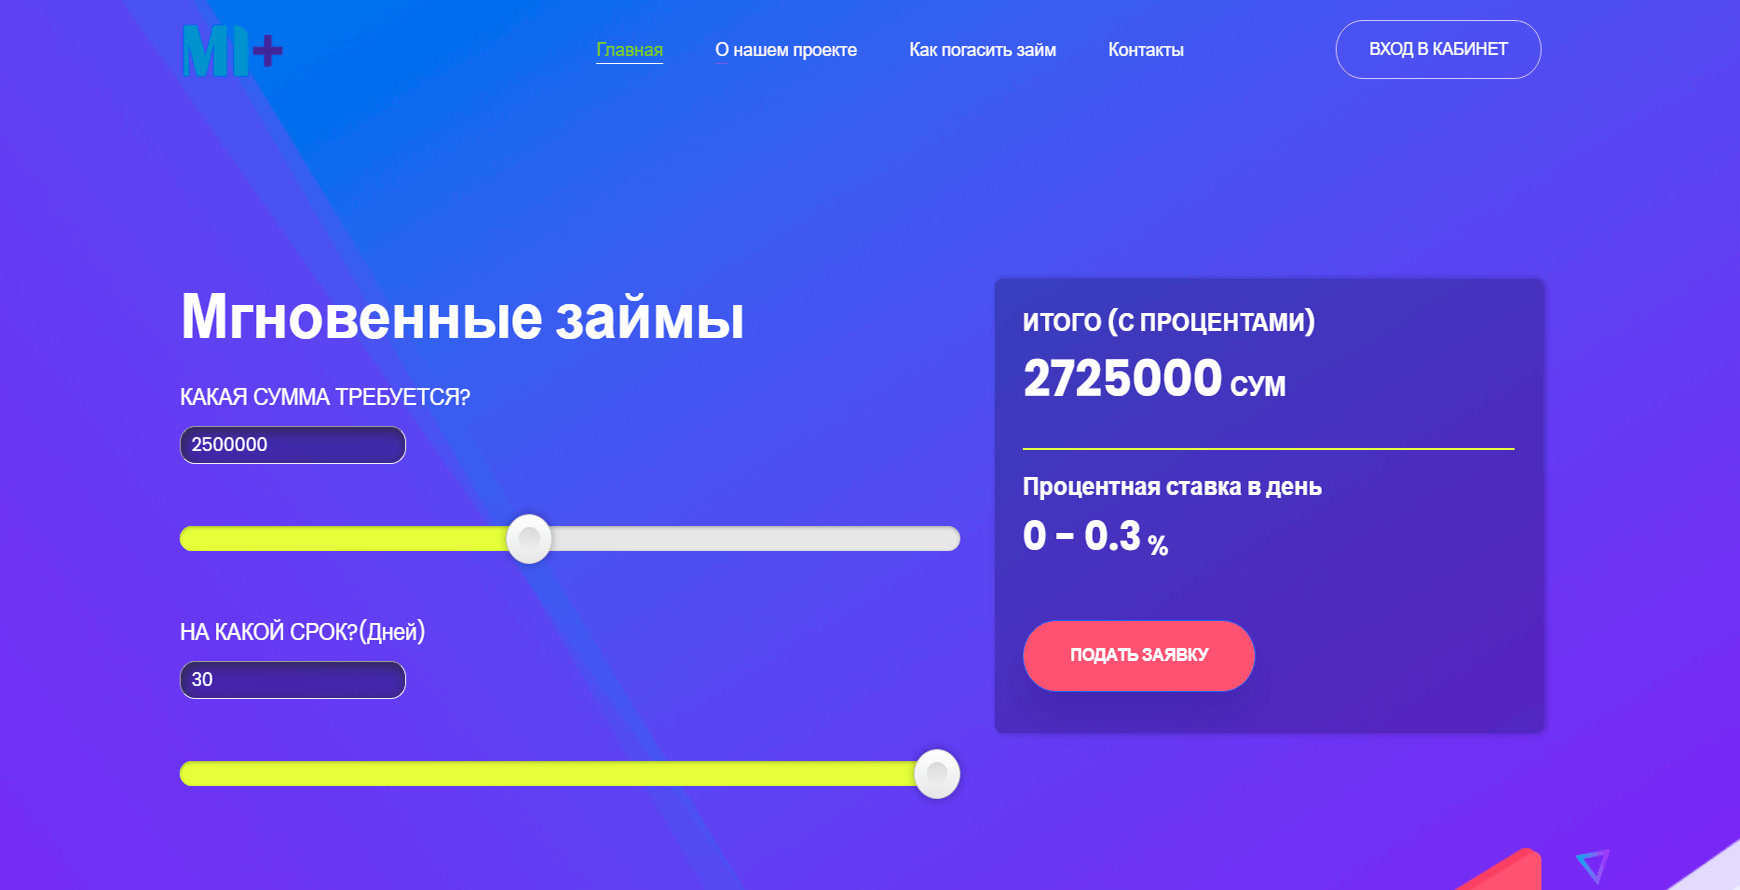 MI+
Главная
О нашем проекте
Как погасить займ
Контакты
ВХОД В КАБИНЕТ
Мгновенные займы
КАКАЯ СУММА ТРЕБУЕТСЯ?
2500000
НА КАКОЙ СРОК?(Дней)
30
ИТОГО (С ПРОЦЕНТАМИ)
2725000 СУМ
Процентная ставка в день
0 - 0.3 %
ПОДАТЬ ЗАЯВКУ